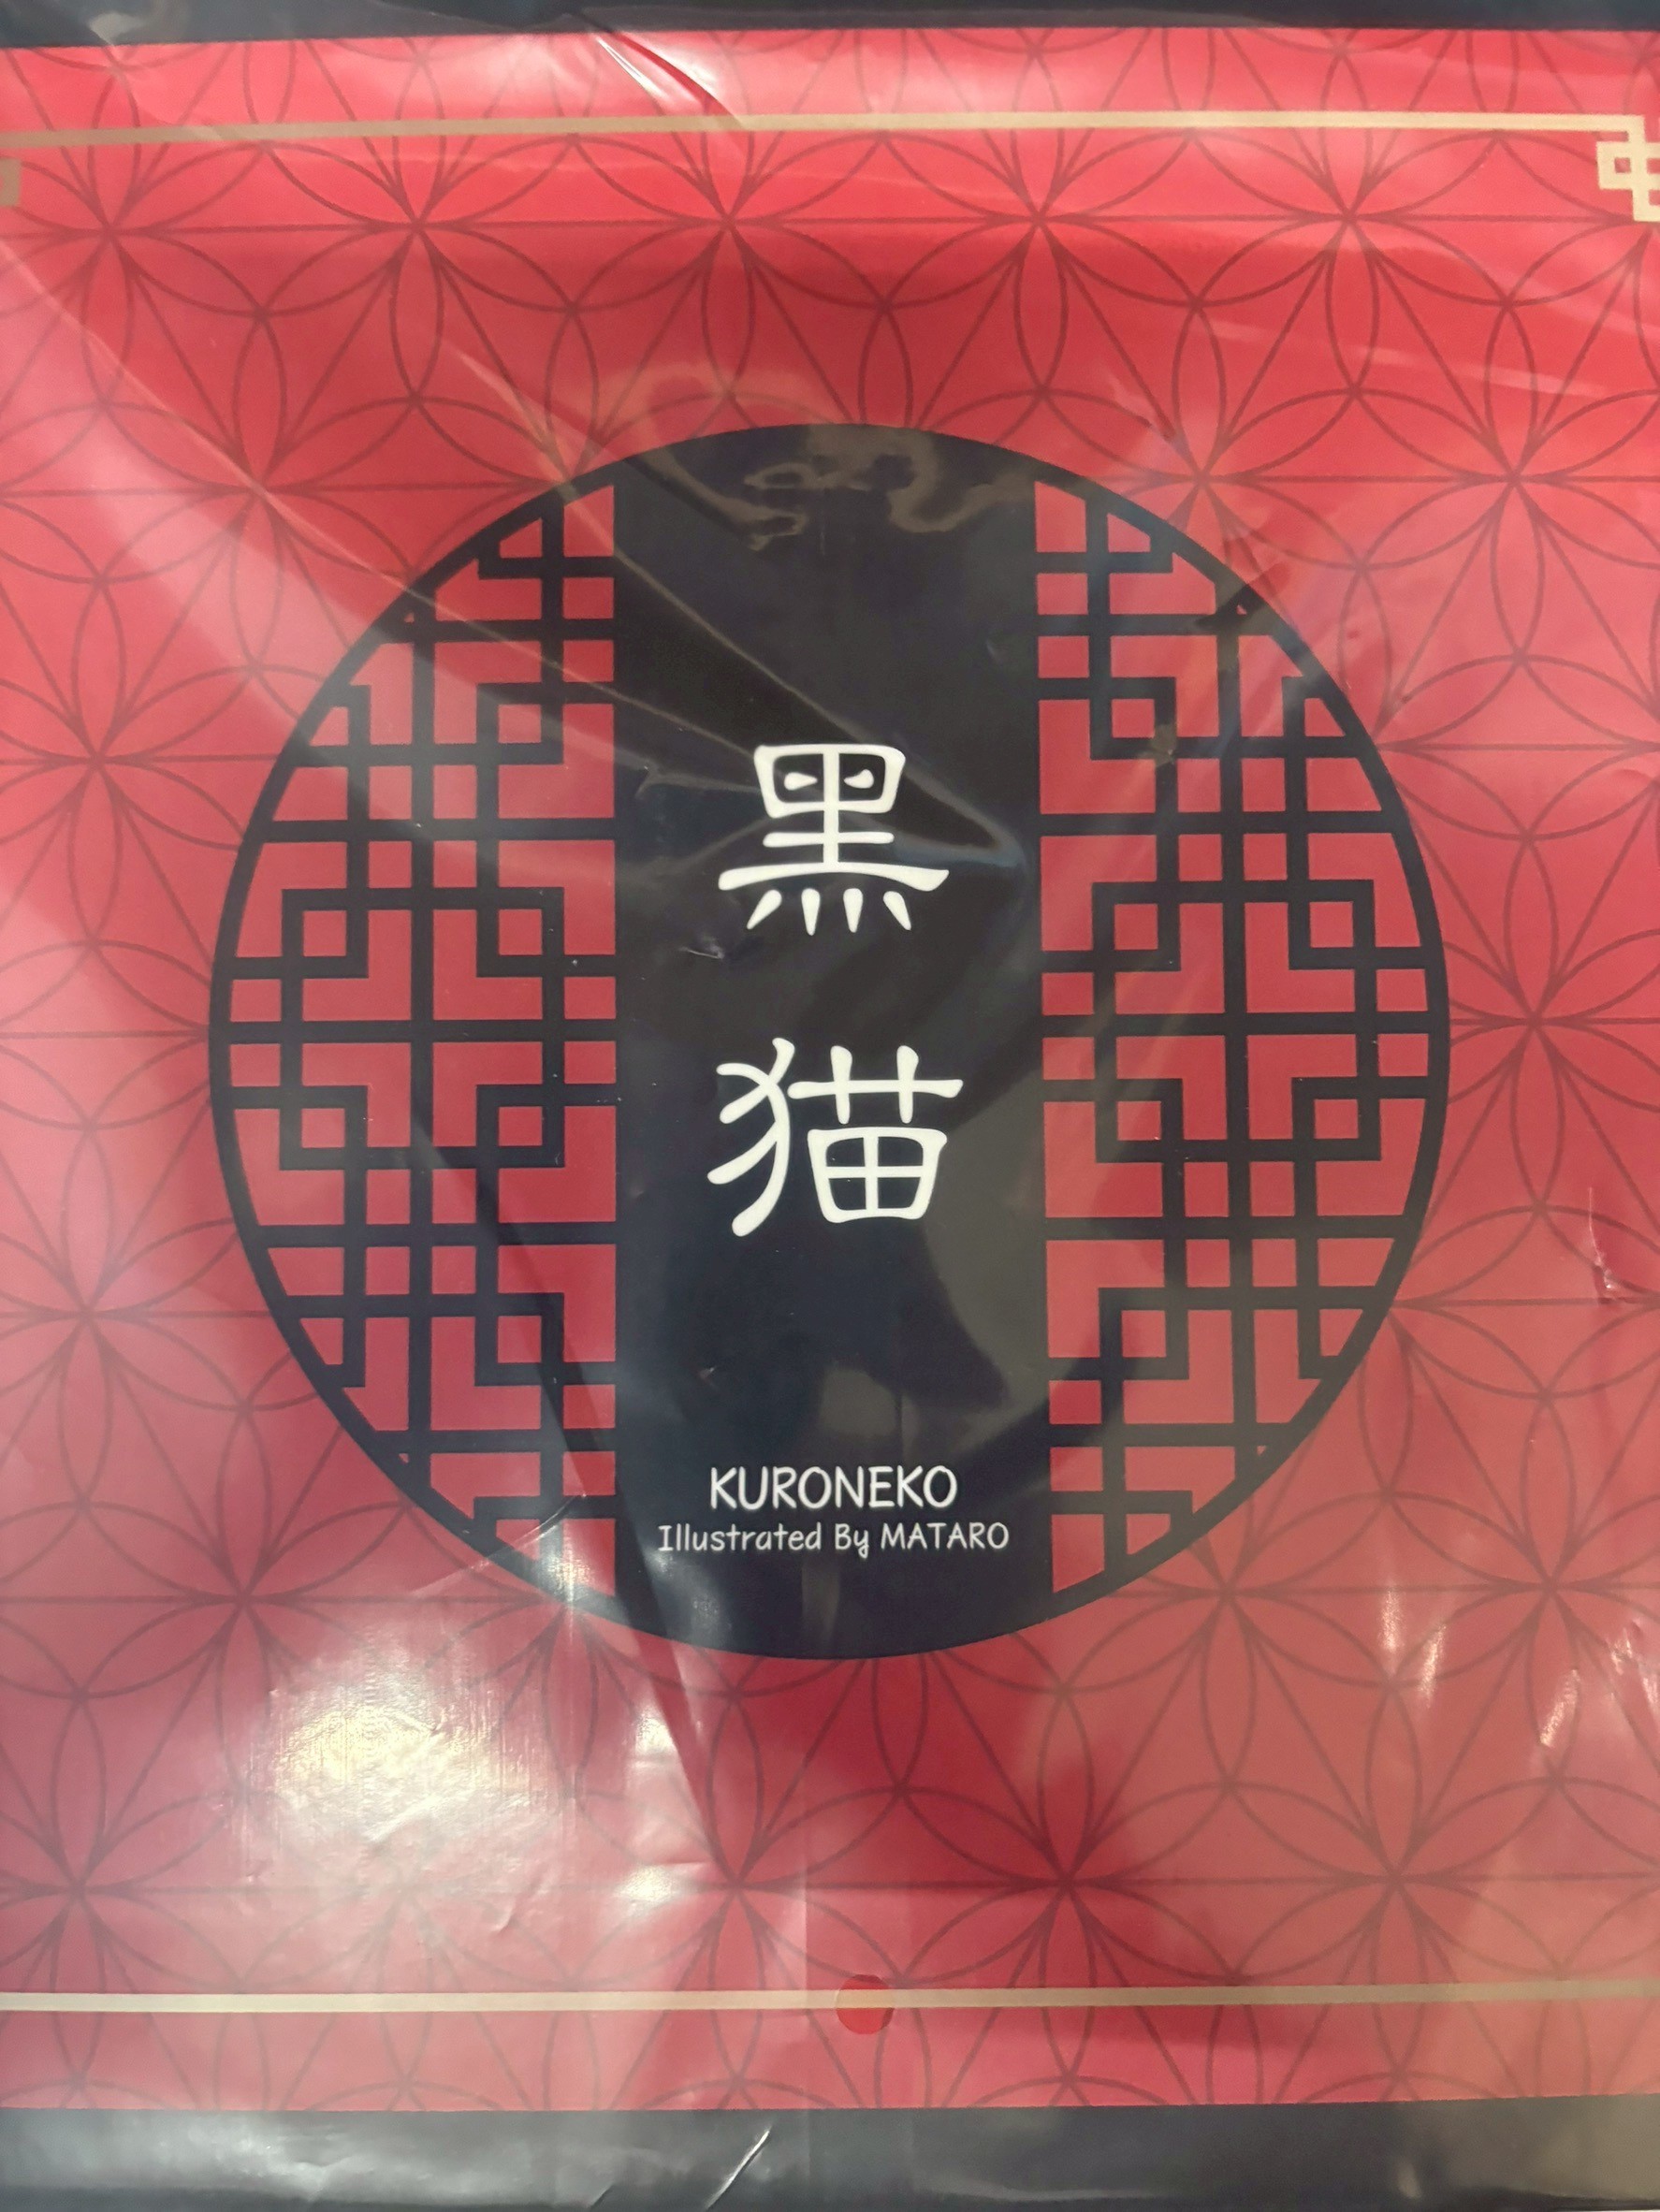 黒
猫
KURONEKO
Illustrated By MATARO